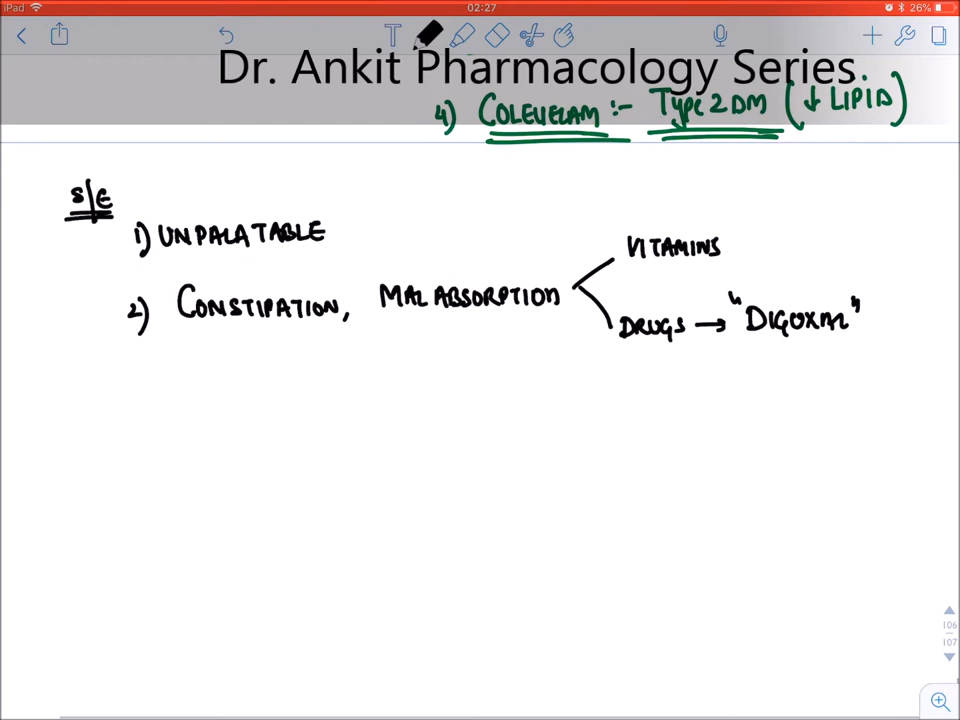 iPad 02:27 26%
T
Dr. Ankit Pharmacology Series
4) COLEVELAM :- Type 2 DM (↓ LIPID)
S/E
1) UNPALATABLE
2) CONSTIPATION, MALABSORPTION
VITAMINS
DRUGS → "DIGOXIN"
106
107